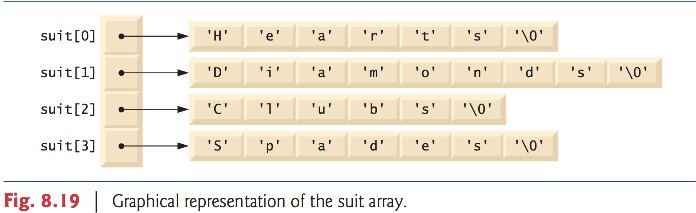 suit[0] 'H' 'e' 'a' 'r' 't' 's' '\0'
suit[1] 'D' 'i' 'a' 'm' 'o' 'n' 'd' 's' '\0'
suit[2] 'C' 'l' 'u' 'b' 's' '\0'
suit[3] 'S' 'p' 'a' 'd' 'e' 's' '\0'
Fig. 8.19 | Graphical representation of the suit array.